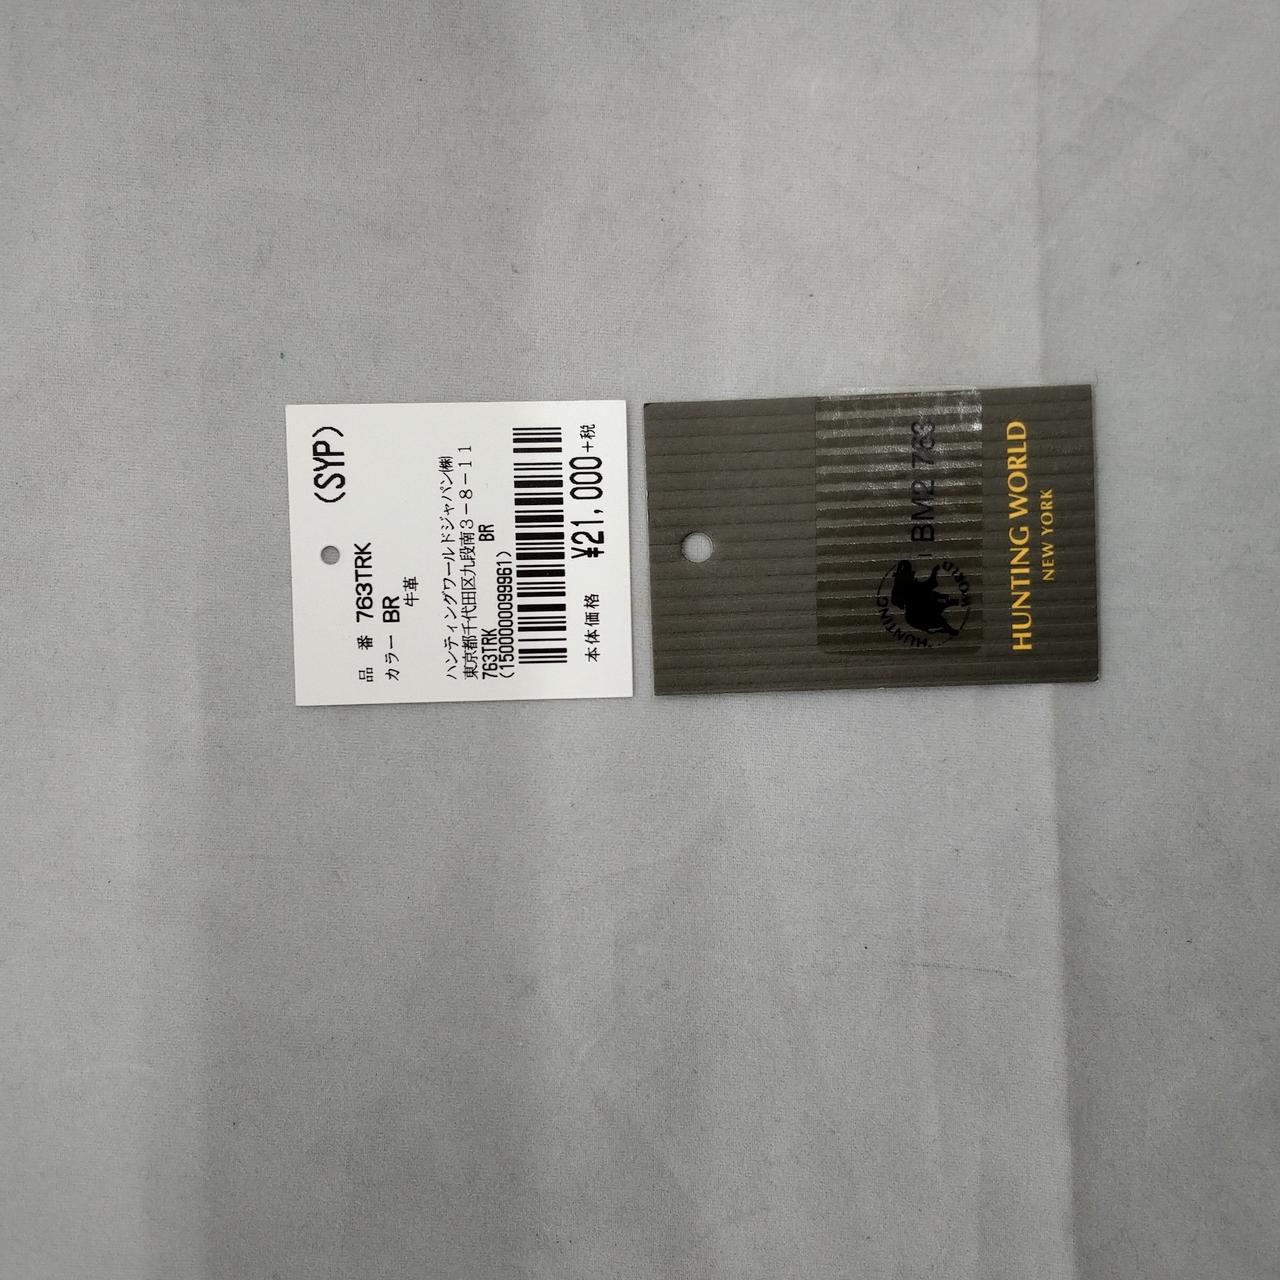 (SYP)
品 番 763TRK
カラー BR
牛革
ハンティングワールドジャパン㈱
東京都千代田区九段南3-8-11
763TRK BR
(1500000099961)
本体価格 ¥21,000+税
HUNTING WORLD
BM2 763
HUNTING WORLD
NEW YORK